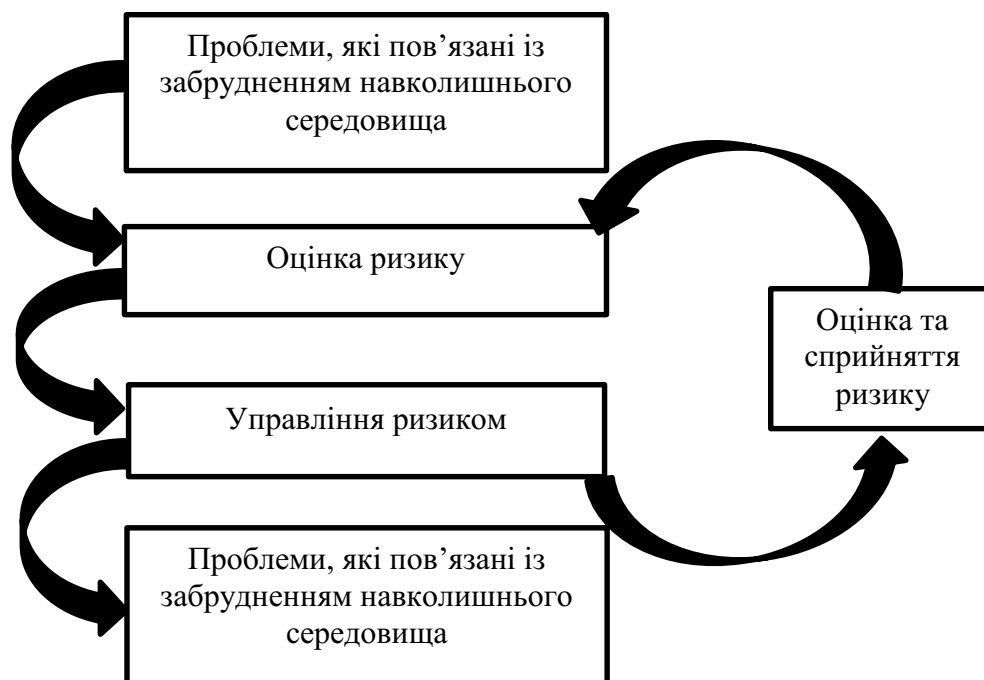 Проблеми, які пов’язані із
забрудненням навколишнього
середовища
Оцінка ризику
Оцінка та
сприйняття
ризику
Управління ризиком
Проблеми, які пов’язані із
забрудненням навколишнього
середовища